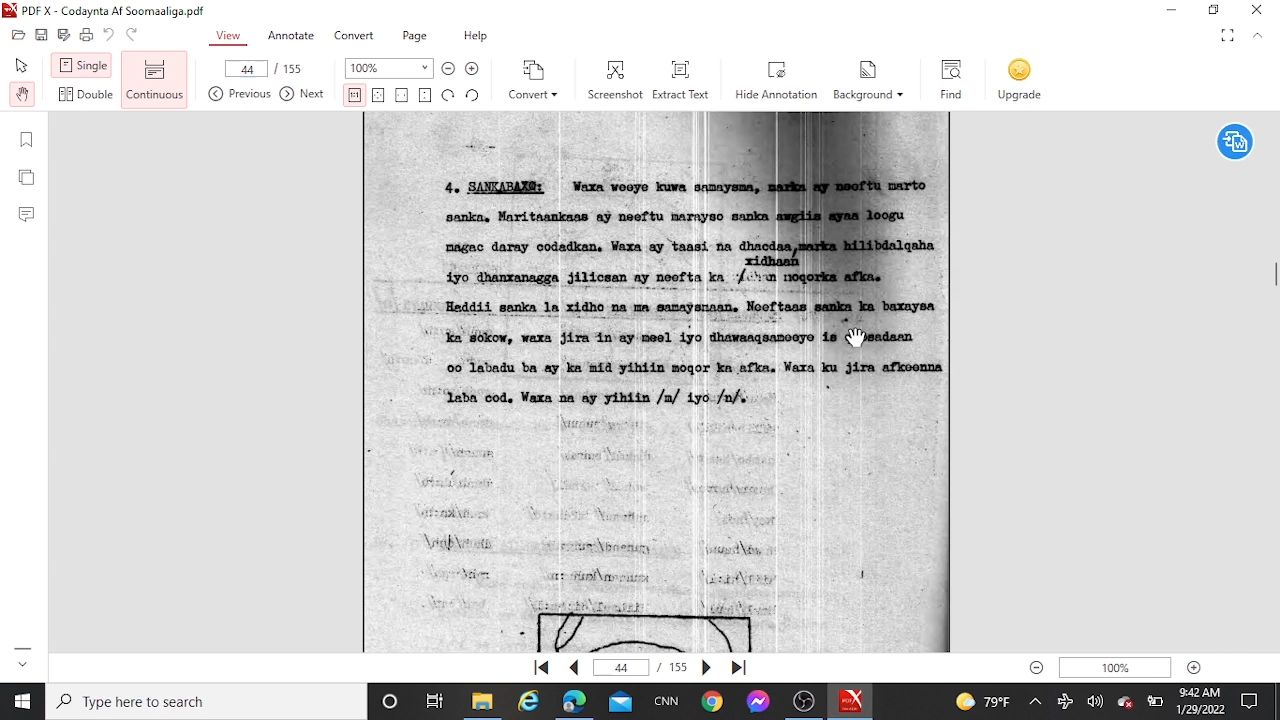 PDF X - Codaynta Af Soomaaliga.pdf
View Annotate Convert Page Help
Single
Double
Continuous
44 / 155
Previous Next
100%
Convert
Screenshot Extract Text
Hide Annotation Background
Find
Upgrade
4. SANKABAXO: Waxa weeye kuwa samaysma, marka ay neeftu marto
sanka. Maritaankaas ay neeftu marayso sanka awgiis ayaa loogu
magac daray codadkan. Waxa ay taasi na dhacdaa, marka hilibdalqaha
xidhaan
iyo dhanxanagga jilicsan ay neefta ka / noqorka afka.
Haddii sanka la xidho na ma samaysmaan. Neeftaas sanka ka baxaysa
ka sokow, waxa jira in ay meel iyo dhawaaqsameeye is
oo labadu ba ay ka mid yihiin moqor ka afka. Waxa ku jira afkeenna
laba cod. Waxa na ay yihiin /m/ iyo /n/.
44 / 155
100%
Type here to search
CNN
79°F
9:42 AM
1/29/2022